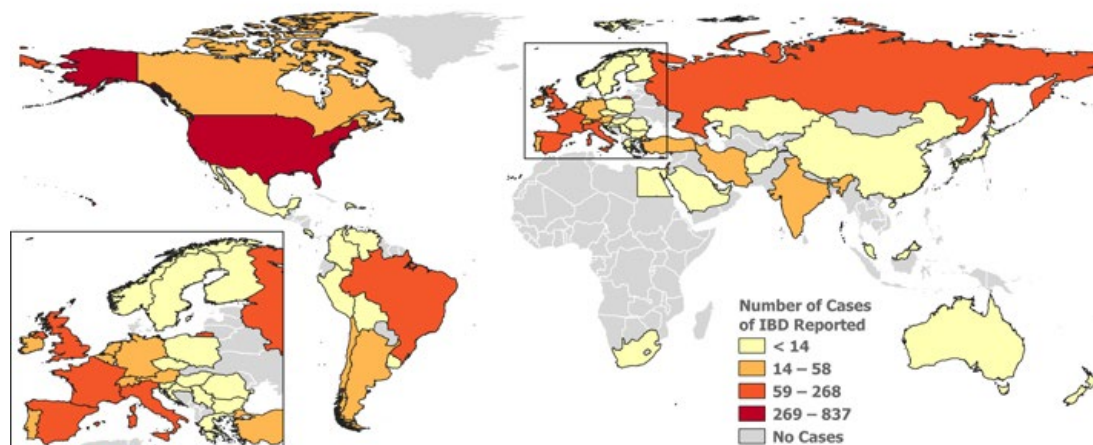 Number of Cases
of IBD Reported
< 14
14 – 58
59 – 268
269 – 837
No Cases